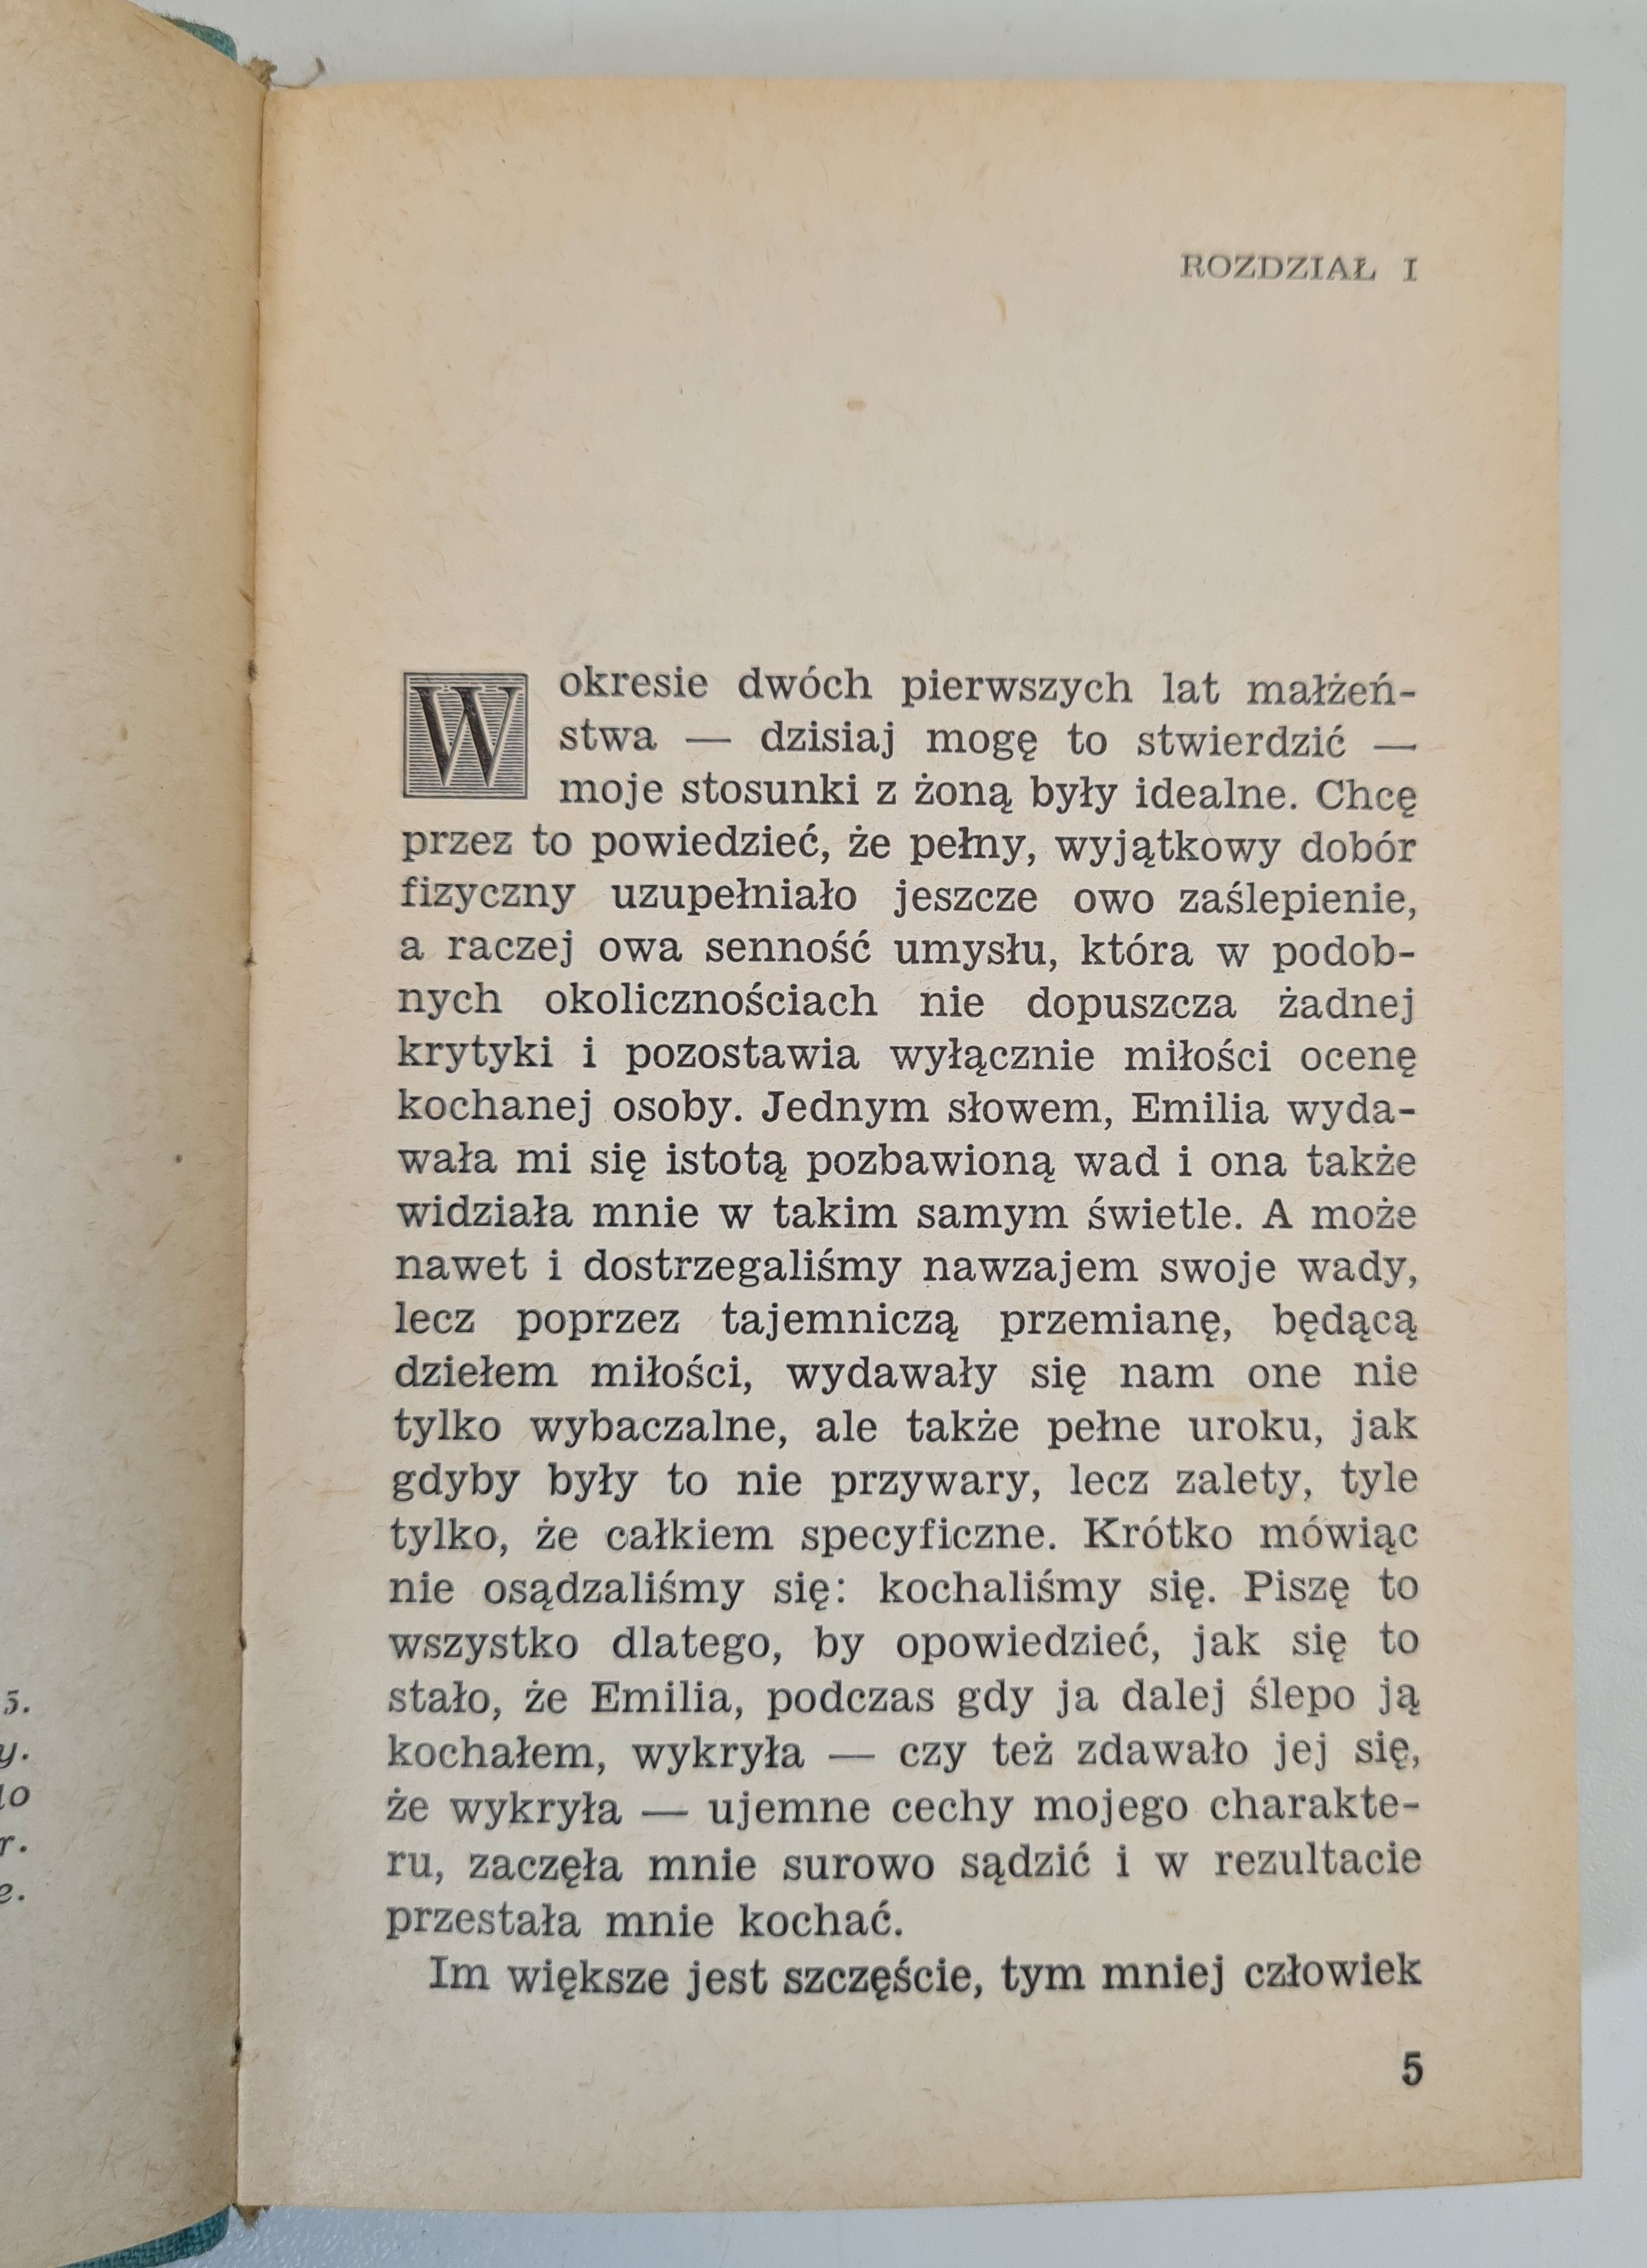 5.
y.
lo
r.
e.
ROZDZIAŁ I
W okresie dwóch pierwszych lat małżeń-
stwa — dzisiaj mogę to stwierdzić —
moje stosunki z żoną były idealne. Chcę
przez to powiedzieć, że pełny, wyjątkowy dobór
fizyczny uzupełniało jeszcze owo zaślepienie,
a raczej owa senność umysłu, która w podob-
nych okolicznościach nie dopuszcza żadnej
krytyki i pozostawia wyłącznie miłości ocenę
kochanej osoby. Jednym słowem, Emilia wyda-
wała mi się istotą pozbawioną wad i ona także
widziała mnie w takim samym świetle. A może
nawet i dostrzegaliśmy nawzajem swoje wady,
lecz poprzez tajemniczą przemianę, będącą
dziełem miłości, wydawały się nam one nie
tylko wybaczalne, ale także pełne uroku, jak
gdyby były to nie przywary, lecz zalety, tyle
tylko, że całkiem specyficzne. Krótko mówiąc
nie osądzaliśmy się: kochaliśmy się. Piszę to
wszystko dlatego, by opowiedzieć, jak się to
stało, że Emilia, podczas gdy ja dalej ślepo ją
kochałem, wykryła — czy też zdawało jej się,
że wykryła — ujemne cechy mojego charakte-
ru, zaczęła mnie surowo sądzić i w rezultacie
przestała mnie kochać.
Im większe jest szczęście, tym mniej człowiek
5